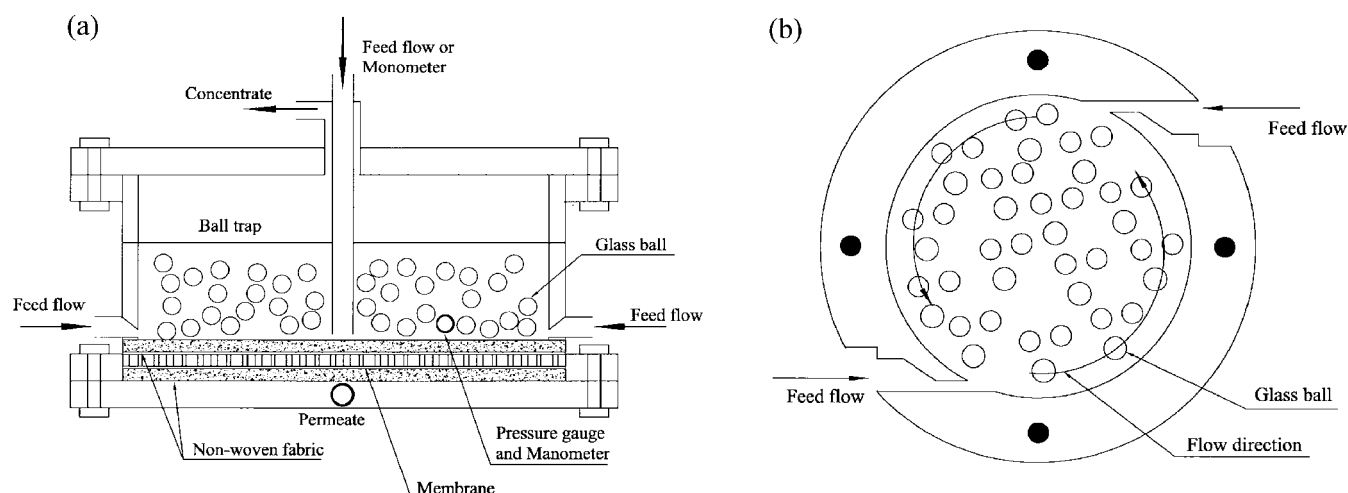 (a)
Feed flow or
Monometer
Concentrate
Ball trap
Glass ball
Feed flow
Feed flow
Permeate
Non-woven fabric
Pressure gauge
and Manometer
Membrane
(b)
Feed flow
Feed flow
Glass ball
Flow direction